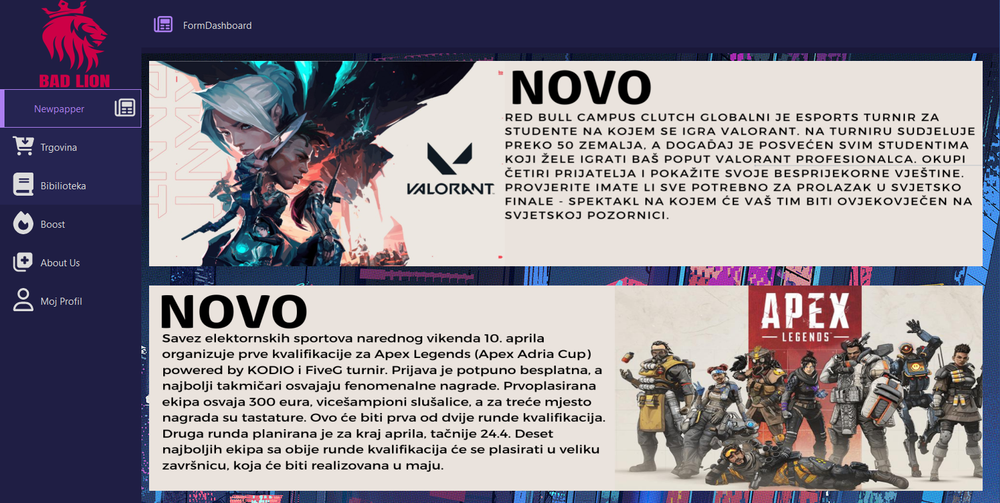 BAD LION
Newpapper
Trgovina
Bibilioteka
Boost
About Us
Moj Profil
FormDashboard
VALORANT
NOVO
RED BULL CAMPUS CLUTCH GLOBALNI JE ESPORTS TURNIR ZA
STUDENTE NA KOJEM SE IGRA VALORANT. NA TURNIRU SUDJELUJE
PREKO 50 ZEMALJA, A DOGAĐAJ JE POSVEĆEN SVIM STUDENTIMA
KOJI ŽELE IGRATI BAŠ POPUT VALORANT PROFESIONALCA. OKUPI
ČETIRI PRIJATELJA I POKAŽITE SVOJE BESPRIJEKORNE VJEŠTINE.
PROVJERITE IMATE LI SVE POTREBNO ZA PROLAZAK U SVJETSKO
FINALE - SPEKTAKL NA KOJEM ĆE VAŠ TIM BITI OVJEKOVJEČEN NA
SVJETSKOJ POZORNICI.
NOVO
Savez elektornskih sportova narednog vikenda 10. aprila
organizuje prve kvalifikacije za Apex Legends (Apex Adria Cup)
powered by KODIO i FiveG turnir. Prijava je potpuno besplatna, a
najbolji takmičari osvajaju fenomenalne nagrade. Prvoplasirana
ekipa osvaja 300 eura, vicešampioni slušalice, a za treće mjesto
nagrada su tastature. Ovo će biti prva od dvije runde kvalifikacija.
Druga runda planirana je za kraj aprila, tačnije 24.4. Deset
najboljih ekipa sa obije runde kvalifikacija će se plasirati u veliku
završnicu, koja će biti realizovana u maju.
APEX
LEGENDS